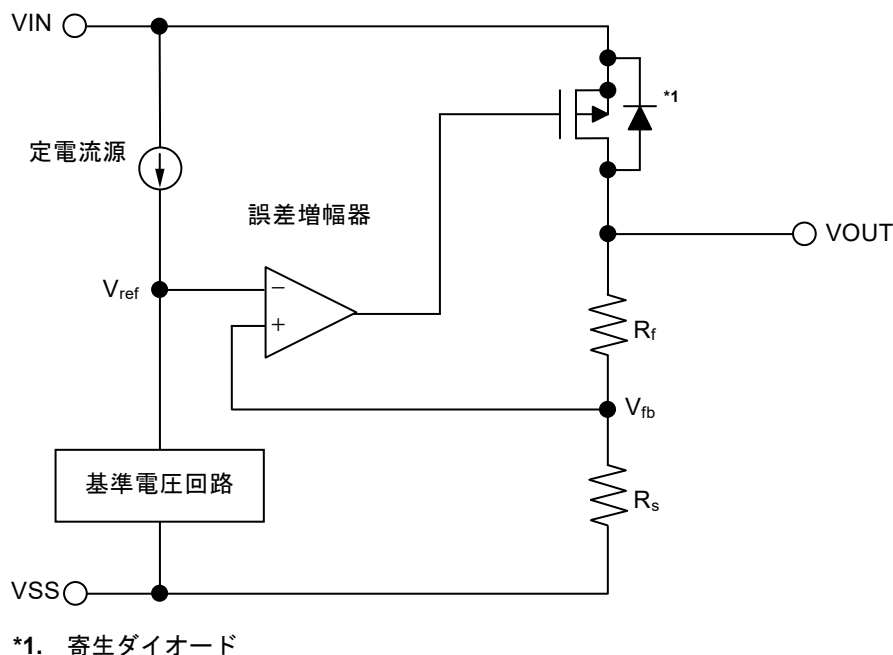 VIN
*1
定電流源
誤差増幅器
VOUT
Vref
−
+
Rf
Vfb
基準電圧回路
Rs
VSS
*1. 寄生ダイオード